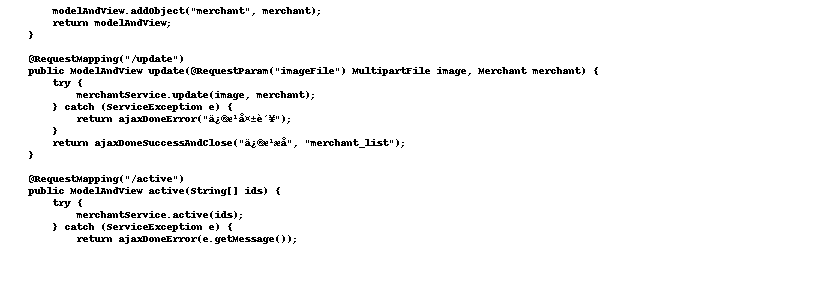 modelAndView.addObject("merchant", merchant);
return modelAndView;
}
@RequestMapping("/update")
public ModelAndView update(@RequestParam("imageFile") MultipartFile image, Merchant merchant) {
try {
merchantService.update(image, merchant);
} catch (ServiceException e) {
return ajaxDoneError("ä¿®æ¹å¤±è´¥");
}
return ajaxDoneSuccessAndClose("ä¿®æ¹æå", "merchant_list");
}
@RequestMapping("/active")
public ModelAndView active(String[] ids) {
try {
merchantService.active(ids);
} catch (ServiceException e) {
return ajaxDoneError(e.getMessage());